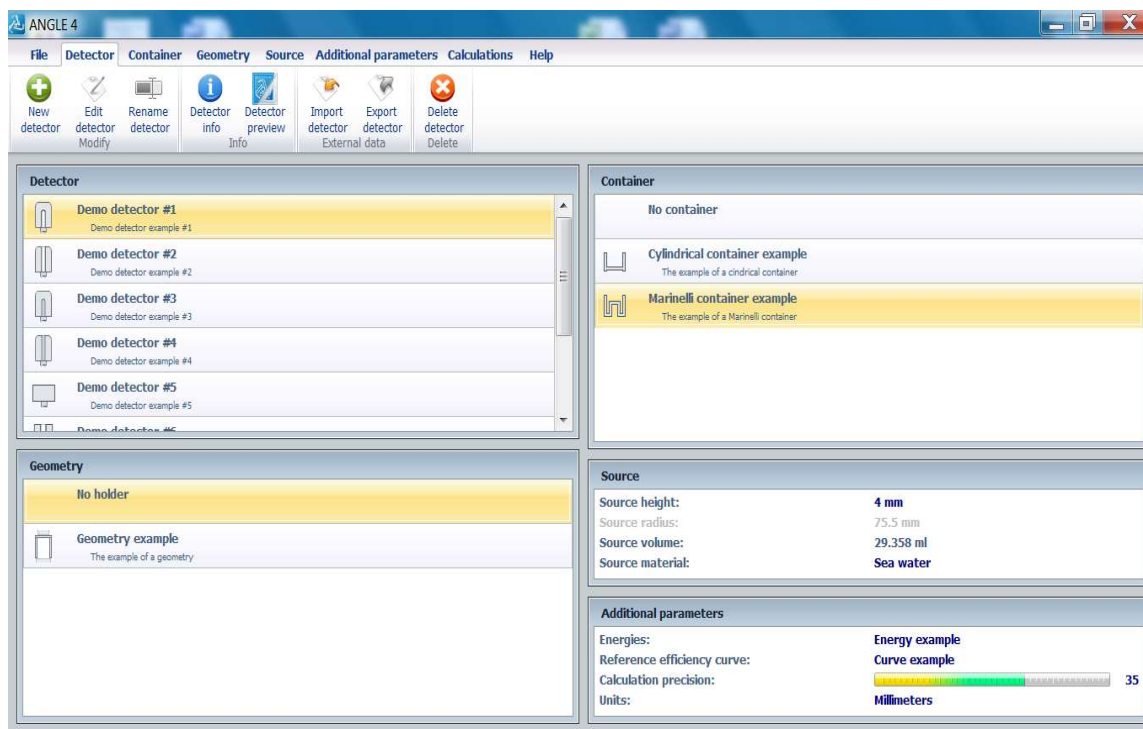 ANGLE 4
File Detector Container Geometry Source Additional parameters Calculations Help
New detector
Edit detector
Rename detector
Modify
Detector info
Detector preview
Info
Import detector
Export detector
External data
Delete detector
Delete
Detector
Demo detector #1
Demo detector example #1
Demo detector #2
Demo detector example #2
Demo detector #3
Demo detector example #3
Demo detector #4
Demo detector example #4
Demo detector #5
Demo detector example #5
Demo detector #6
Container
No container
Cylindrical container example
The example of a cindrical container
Marinelli container example
The example of a Marinelli container
Geometry
No holder
Geometry example
The example of a geometry
Source
Source height: 4 mm
Source radius: 75.5 mm
Source volume: 29.358 ml
Source material: Sea water
Additional parameters
Energies: Energy example
Reference efficiency curve: Curve example
Calculation precision: 35
Units: Millimeters